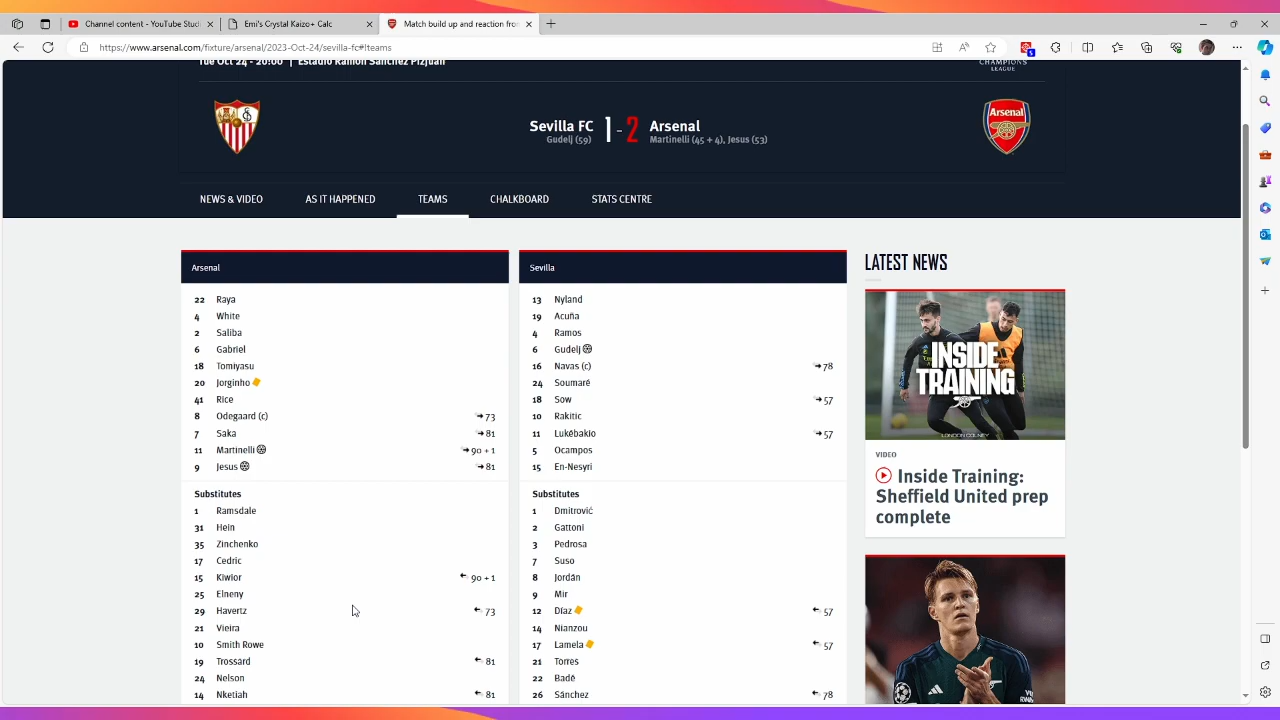 Channel content - YouTube Studi
Emi's Crystal Kaizo+ Calc
Match build up and reaction from
https://www.arsenal.com/fixture/arsenal/2023-Oct-24/sevilla-fc#!teams
Tue Oct 24 - 20:00 | Estadio Ramón Sánchez Pizjuán
CHAMPIONS
LEAGUE
Sevilla FC 1 - 2 Arsenal
Gudelj (59) Martinelli (45 + 4), Jesus (53)
Arsenal
NEWS & VIDEO AS IT HAPPENED TEAMS CHALKBOARD STATS CENTRE
Arsenal
22 Raya
4 White
2 Saliba
6 Gabriel
18 Tomiyasu
20 Jorginho
41 Rice
8 Odegaard (c) 73
7 Saka 81
11 Martinelli 90 + 1
9 Jesus 81
Substitutes
1 Ramsdale
31 Hein
35 Zinchenko
17 Cedric
15 Kiwior 90 + 1
25 Elneny
29 Havertz 73
21 Vieira
10 Smith Rowe
19 Trossard 81
24 Nelson
14 Nketiah 81
Sevilla
13 Nyland
19 Acuña
4 Ramos
6 Gudelj
16 Navas (c) 78
24 Soumaré
18 Sow 57
10 Rakitic
11 Lukébakio 57
5 Ocampos
15 En-Nesyri
Substitutes
1 Dmitrović
2 Gattoni
3 Pedrosa
7 Suso
8 Jordán
9 Mir
12 Díaz 57
14 Nianzou
17 Lamela 57
21 Torres
22 Badé
26 Sánchez 78
LATEST NEWS
INSIDE
TRAINING
LONDON COLNEY
VIDEO
Inside Training:
Sheffield United prep
complete